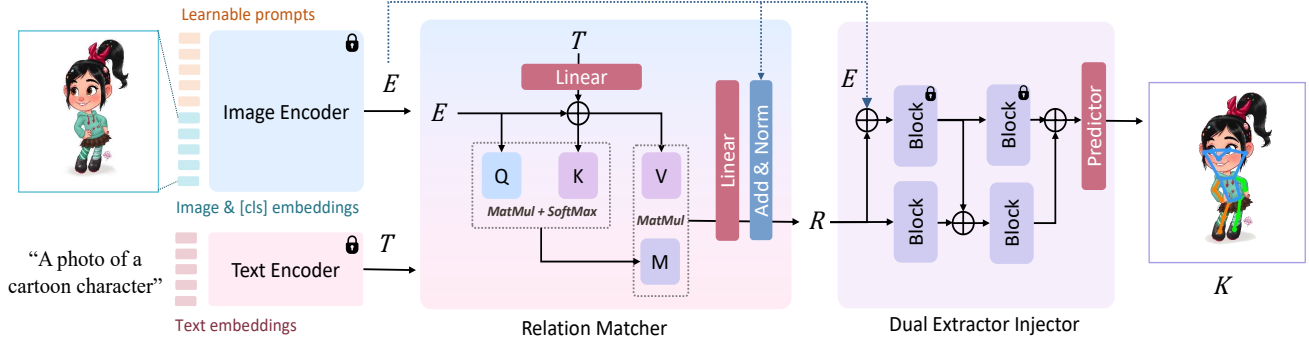 Learnable prompts
Image Encoder
E
Image & [cls] embeddings
“A photo of a
cartoon character”
Text Encoder
T
Text embeddings
T
Linear
E
Q
K
V
MatMul + SoftMax
MatMul
M
Linear
Add & Norm
Relation Matcher
R
E
Block
Block
Block
Block
Predictor
Dual Extractor Injector
K